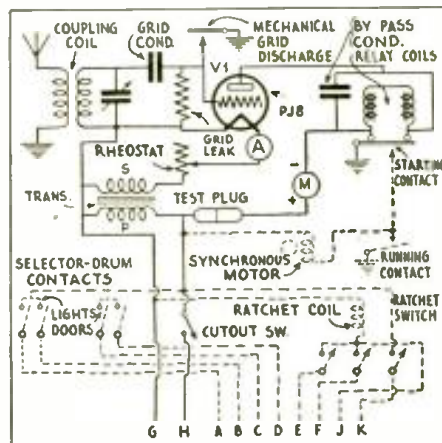 COUPLING COIL
GRID COND.
MECHANICAL GRID DISCHARGE
BY PASS COND.
RELAY COILS
V1
PJ8
GRID LEAK
A
RHEOSTAT
S
TRANS.
P
TEST PLUG
M
STARTING CONTACT
SYNCHRONOUS MOTOR
RUNNING CONTACT
SELECTOR-DRUM CONTACTS
LIGHTS
DOORS
CUTOUT SW.
RATCHET COIL
RATCHET SWITCH
G H A B C D E F J K